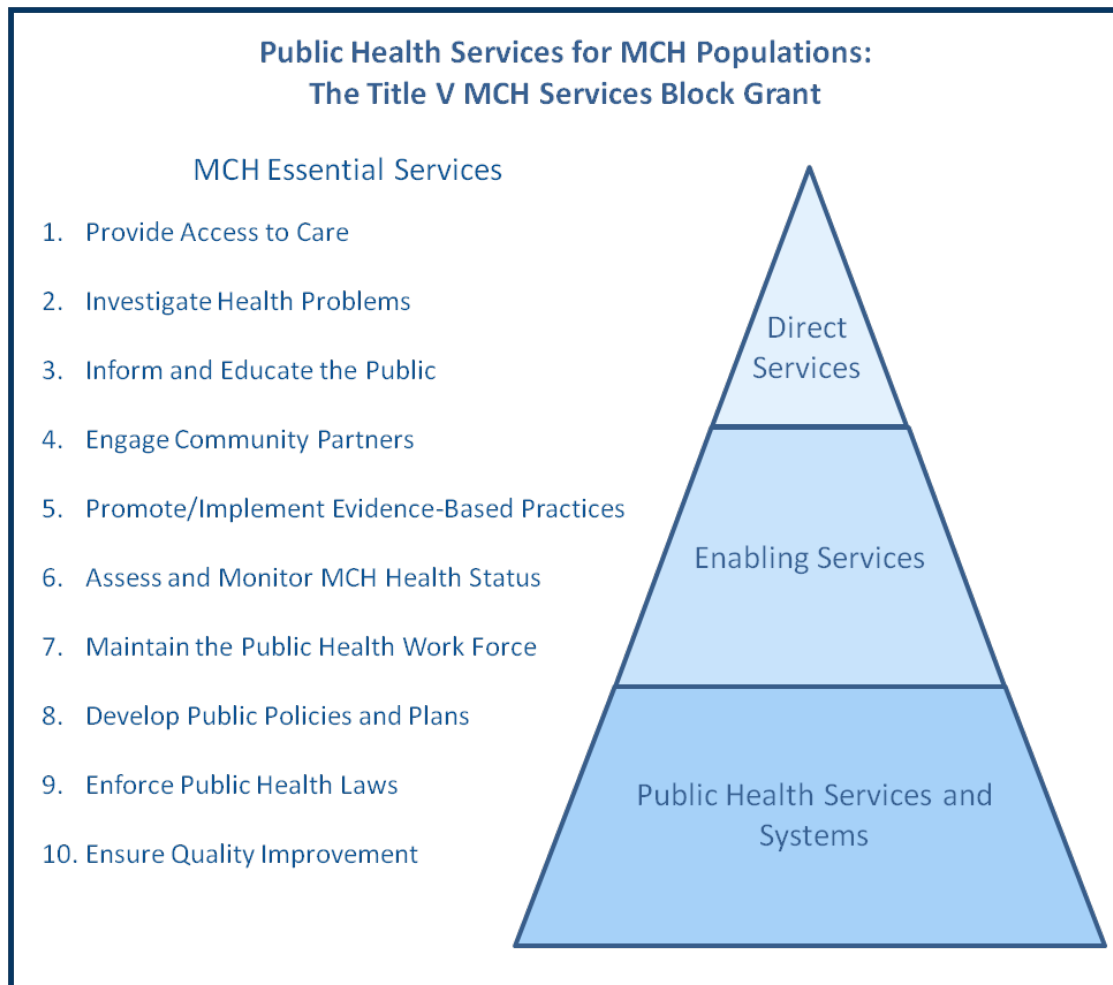 Public Health Services for MCH Populations:
The Title V MCH Services Block Grant
MCH Essential Services
1. Provide Access to Care
2. Investigate Health Problems
3. Inform and Educate the Public
4. Engage Community Partners
5. Promote/Implement Evidence-Based Practices
6. Assess and Monitor MCH Health Status
7. Maintain the Public Health Work Force
8. Develop Public Policies and Plans
9. Enforce Public Health Laws
10. Ensure Quality Improvement
Direct
Services
Enabling Services
Public Health Services and
Systems